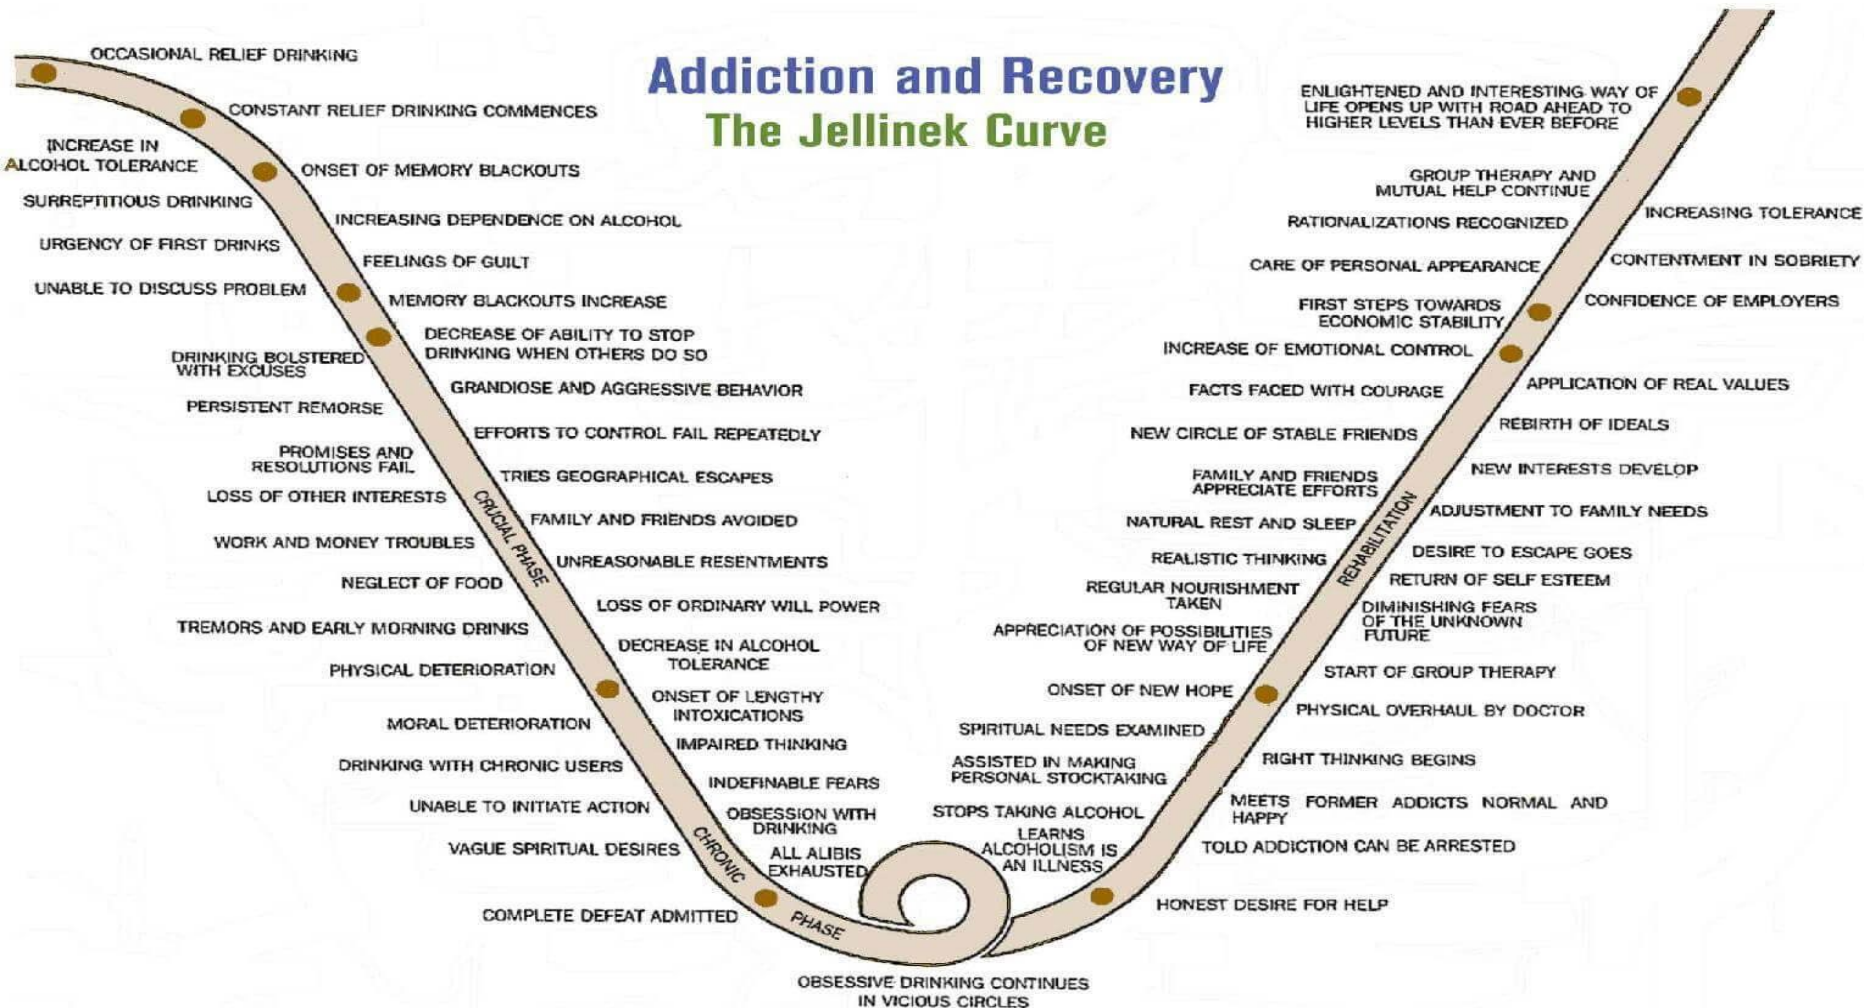 Addiction and Recovery
The Jellinek Curve
OCCASIONAL RELIEF DRINKING
CONSTANT RELIEF DRINKING COMMENCES
INCREASE IN
ALCOHOL TOLERANCE
ONSET OF MEMORY BLACKOUTS
SURREPTITIOUS DRINKING
INCREASING DEPENDENCE ON ALCOHOL
URGENCY OF FIRST DRINKS
FEELINGS OF GUILT
UNABLE TO DISCUSS PROBLEM
MEMORY BLACKOUTS INCREASE
DECREASE OF ABILITY TO STOP
DRINKING WHEN OTHERS DO SO
DRINKING BOLSTERED
WITH EXCUSES
GRANDIOSE AND AGGRESSIVE BEHAVIOR
PERSISTENT REMORSE
EFFORTS TO CONTROL FAIL REPEATEDLY
PROMISES AND
RESOLUTIONS FAIL
TRIES GEOGRAPHICAL ESCAPES
LOSS OF OTHER INTERESTS
CRUCIAL PHASE
FAMILY AND FRIENDS AVOIDED
WORK AND MONEY TROUBLES
UNREASONABLE RESENTMENTS
NEGLECT OF FOOD
LOSS OF ORDINARY WILL POWER
TREMORS AND EARLY MORNING DRINKS
DECREASE IN ALCOHOL
TOLERANCE
PHYSICAL DETERIORATION
ONSET OF LENGTHY
INTOXICATIONS
MORAL DETERIORATION
IMPAIRED THINKING
DRINKING WITH CHRONIC USERS
INDEFINABLE FEARS
UNABLE TO INITIATE ACTION
OBSESSION WITH
DRINKING
VAGUE SPIRITUAL DESIRES
CHRONIC
ALL ALIBIS
EXHAUSTED
COMPLETE DEFEAT ADMITTED
PHASE
OBSESSIVE DRINKING CONTINUES
IN VICIOUS CIRCLES
ENLIGHTENED AND INTERESTING WAY OF
LIFE OPENS UP WITH ROAD AHEAD TO
HIGHER LEVELS THAN EVER BEFORE
GROUP THERAPY AND
MUTUAL HELP CONTINUE
INCREASING TOLERANCE
RATIONALIZATIONS RECOGNIZED
CONTENTMENT IN SOBRIETY
CARE OF PERSONAL APPEARANCE
CONFIDENCE OF EMPLOYERS
FIRST STEPS TOWARDS
ECONOMIC STABILITY
INCREASE OF EMOTIONAL CONTROL
APPLICATION OF REAL VALUES
FACTS FACED WITH COURAGE
REBIRTH OF IDEALS
NEW CIRCLE OF STABLE FRIENDS
NEW INTERESTS DEVELOP
FAMILY AND FRIENDS
APPRECIATE EFFORTS
ADJUSTMENT TO FAMILY NEEDS
NATURAL REST AND SLEEP
REHABILITATION
DESIRE TO ESCAPE GOES
REALISTIC THINKING
RETURN OF SELF ESTEEM
REGULAR NOURISHMENT
TAKEN
DIMINISHING FEARS
OF THE UNKNOWN
FUTURE
APPRECIATION OF POSSIBILITIES
OF NEW WAY OF LIFE
START OF GROUP THERAPY
ONSET OF NEW HOPE
PHYSICAL OVERHAUL BY DOCTOR
SPIRITUAL NEEDS EXAMINED
RIGHT THINKING BEGINS
ASSISTED IN MAKING
PERSONAL STOCKTAKING
MEETS FORMER ADDICTS NORMAL AND
HAPPY
STOPS TAKING ALCOHOL
TOLD ADDICTION CAN BE ARRESTED
LEARNS
ALCOHOLISM IS
AN ILLNESS
HONEST DESIRE FOR HELP